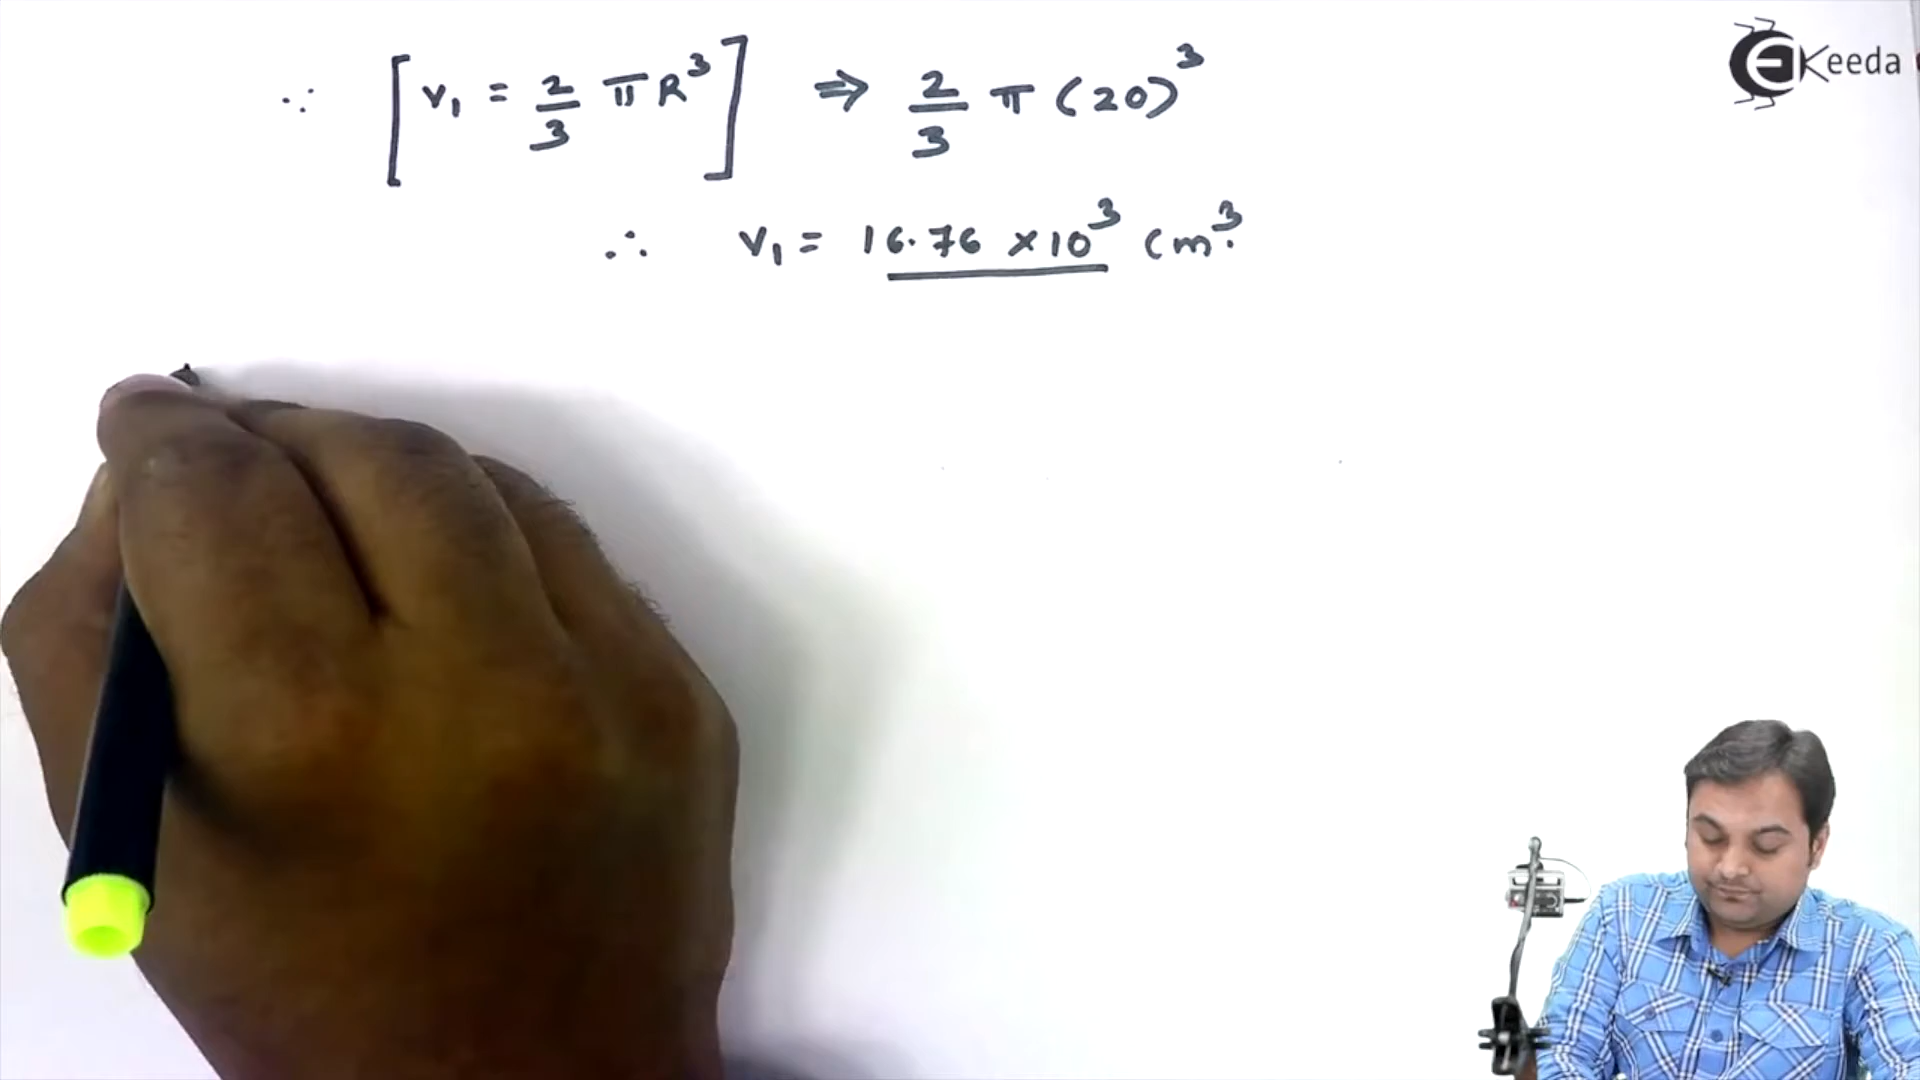 ∵ [v₁ = 2/3 π R³] ⇒ 2/3 π (20)³
∴ v₁ = 16.76 × 10³ cm³.
Keeda